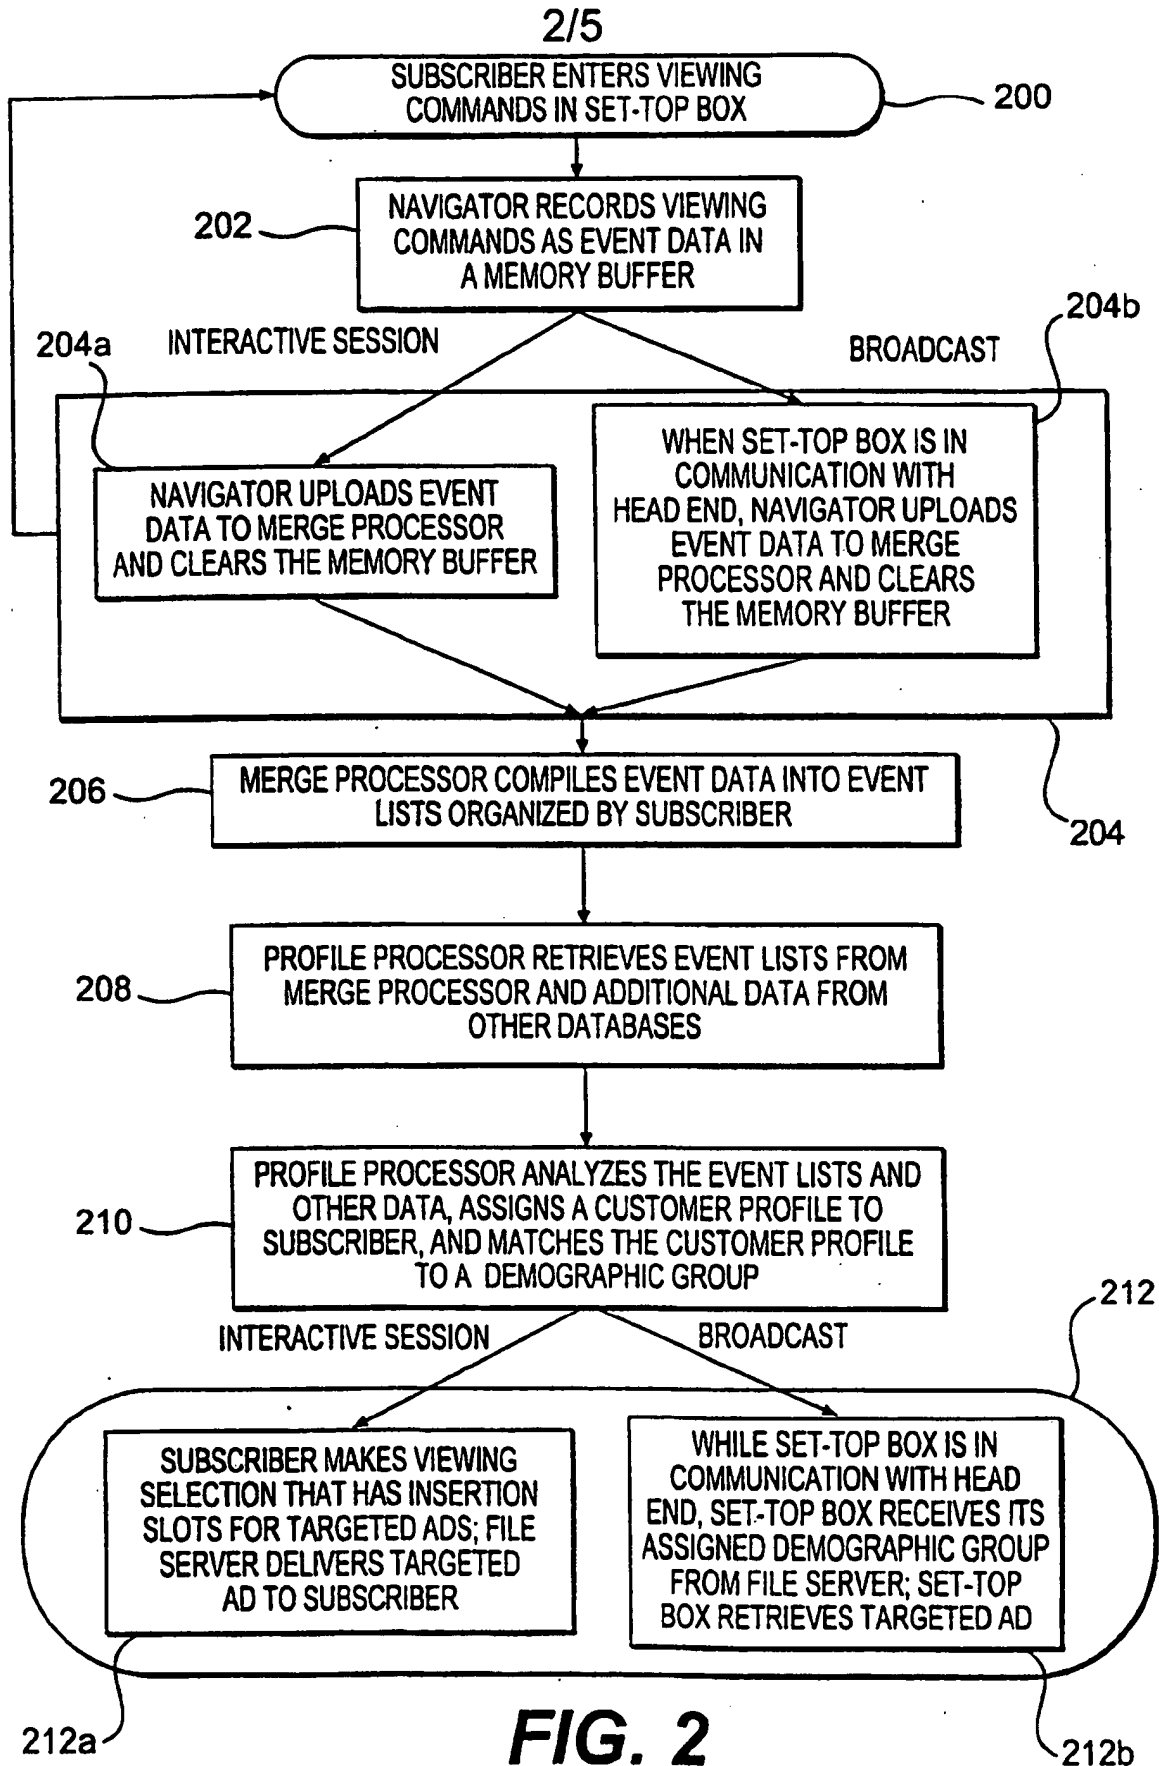 2/5
SUBSCRIBER ENTERS VIEWING
COMMANDS IN SET-TOP BOX
200
NAVIGATOR RECORDS VIEWING
COMMANDS AS EVENT DATA IN
A MEMORY BUFFER
202
INTERACTIVE SESSION
BROADCAST
204a
204b
NAVIGATOR UPLOADS EVENT
DATA TO MERGE PROCESSOR
AND CLEARS THE MEMORY BUFFER
WHEN SET-TOP BOX IS IN
COMMUNICATION WITH
HEAD END, NAVIGATOR UPLOADS
EVENT DATA TO MERGE
PROCESSOR AND CLEARS
THE MEMORY BUFFER
204
MERGE PROCESSOR COMPILES EVENT DATA INTO EVENT
LISTS ORGANIZED BY SUBSCRIBER
206
PROFILE PROCESSOR RETRIEVES EVENT LISTS FROM
MERGE PROCESSOR AND ADDITIONAL DATA FROM
OTHER DATABASES
208
PROFILE PROCESSOR ANALYZES THE EVENT LISTS AND
OTHER DATA, ASSIGNS A CUSTOMER PROFILE TO
SUBSCRIBER, AND MATCHES THE CUSTOMER PROFILE
TO A DEMOGRAPHIC GROUP
210
INTERACTIVE SESSION
BROADCAST
212
SUBSCRIBER MAKES VIEWING
SELECTION THAT HAS INSERTION
SLOTS FOR TARGETED ADS; FILE
SERVER DELIVERS TARGETED
AD TO SUBSCRIBER
WHILE SET-TOP BOX IS IN
COMMUNICATION WITH HEAD
END, SET-TOP BOX RECEIVES ITS
ASSIGNED DEMOGRAPHIC GROUP
FROM FILE SERVER; SET-TOP
BOX RETRIEVES TARGETED AD
212a
212b
FIG. 2